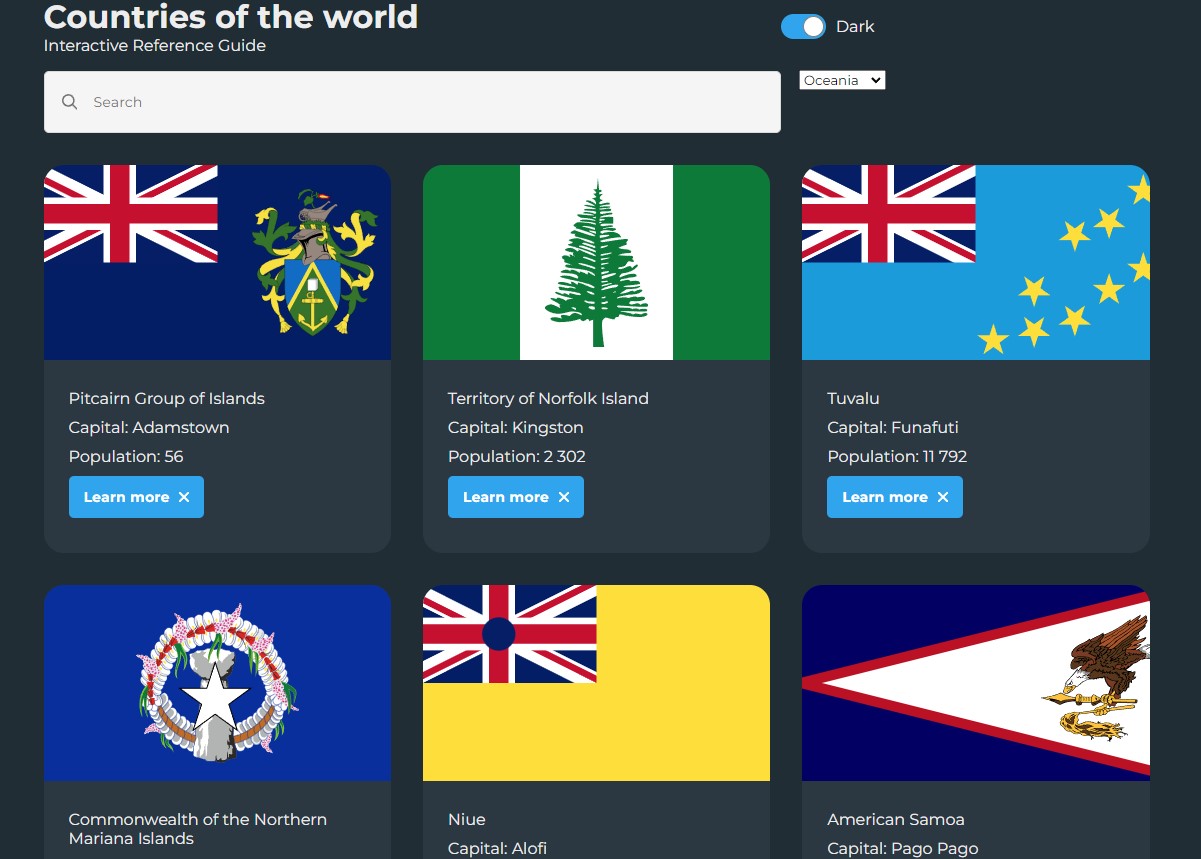 Countries of the world
Interactive Reference Guide
Dark
Search
Oceania
Pitcairn Group of Islands
Capital: Adamstown
Population: 56
Learn more
Territory of Norfolk Island
Capital: Kingston
Population: 2 302
Learn more
Tuvalu
Capital: Funafuti
Population: 11 792
Learn more
Commonwealth of the Northern
Mariana Islands
Niue
Capital: Alofi
American Samoa
Capital: Pago Pago